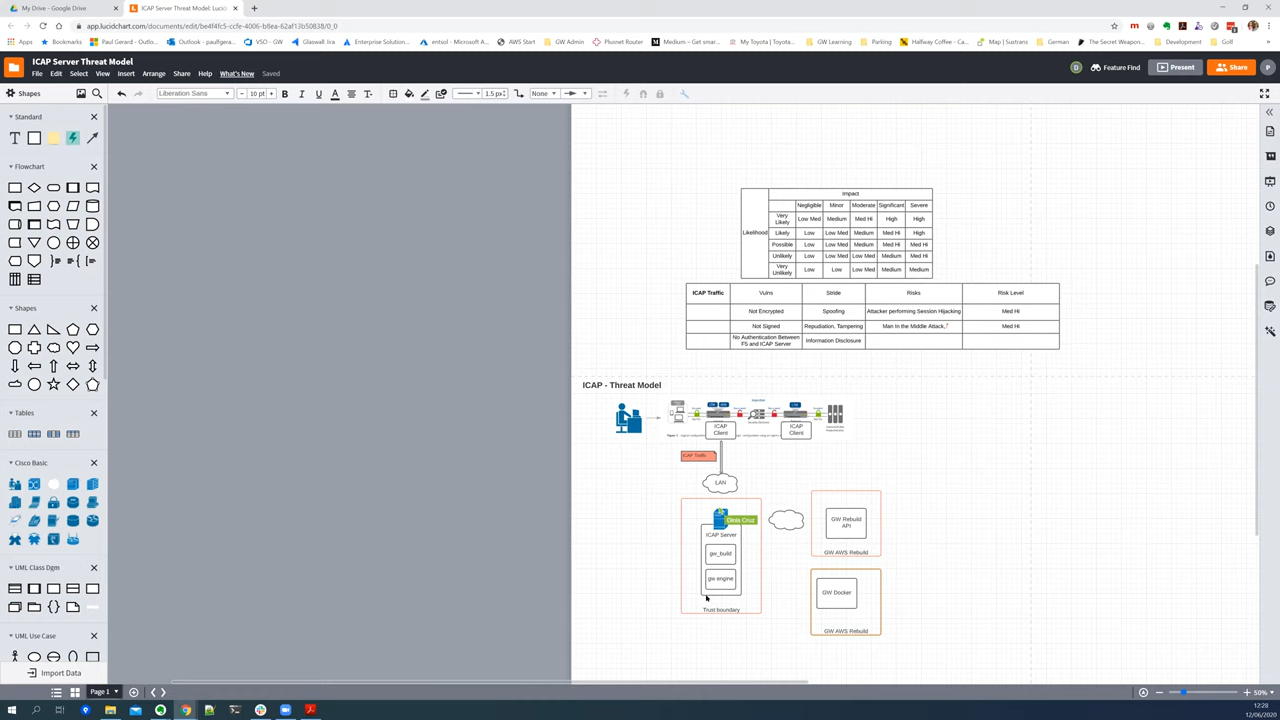 My Drive - Google Drive
ICAP Server Threat Model: Lucid
app.lucidchart.com/documents/edit/be4f4fc5-ccfe-4006-b8ea-62af13b50838/0_0
Apps
Bookmarks
Paul Gerard - Outlo...
Outlook - paulfgera...
VSO - GW
Glaswall Jira
Enterprise Solution...
entsol - Microsoft A...
AWS Start
GW Admin
Plusnet Router
Medium – Get smar...
My Toyota | Toyota...
GW Learning
Parking
Halfway Coffee - Ca...
Map | Sustrans
German
The Secret Weapon...
Development
Golf
ICAP Server Threat Model
File
Edit
Select
View
Insert
Arrange
Share
Help
What's New
Saved
D
Feature Find
Present
Share
P
Shapes
Liberation Sans
10 pt
B
I
U
A
T
1.5 px
None
Standard
T
Flowchart
Shapes
Tables
Cisco Basic
UML Class Dgm
UML Use Case
Import Data
Impact
Negligible Minor Moderate Significant Severe
Likelihood
Very Likely Low Med Medium Med Hi High High
Likely Low Low Med Medium Med Hi High
Possible Low Low Med Medium Med Hi Med Hi
Unlikely Low Low Med Low Med Medium Med Hi
Very Unlikely Low Low Low Med Medium Medium
ICAP Traffic Vulns Stride Risks Risk Level
Not Encrypted Spoofing Attacker performing Session Hijacking Med Hi
Not Signed Repudiation, Tampering Man In the Middle Attack, Med Hi
No Authentication Between
F5 and ICAP Server
Information Disclosure
ICAP - Threat Model
ICAP
Client
ICAP
Client
ICAP Traffic
LAN
Dinis Cruz
ICAP Server
gw_build
gw engine
Trust boundary
GW Rebuild
API
GW AWS Rebuild
GW Docker
GW AWS Rebuild
Page 1
50%
12:28
12/06/2020